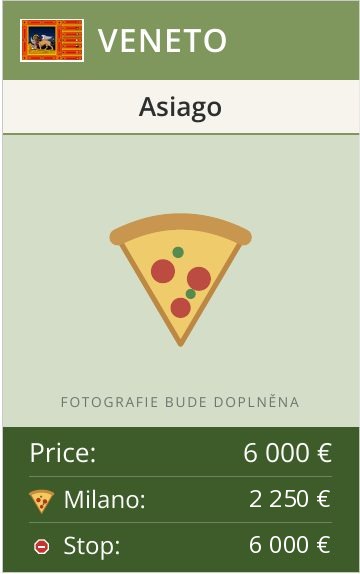 VENETO
Asiago
FOTOGRAFIE BUDE DOPLNĚNA
Price: 6 000 €
Milano: 2 250 €
Stop: 6 000 €